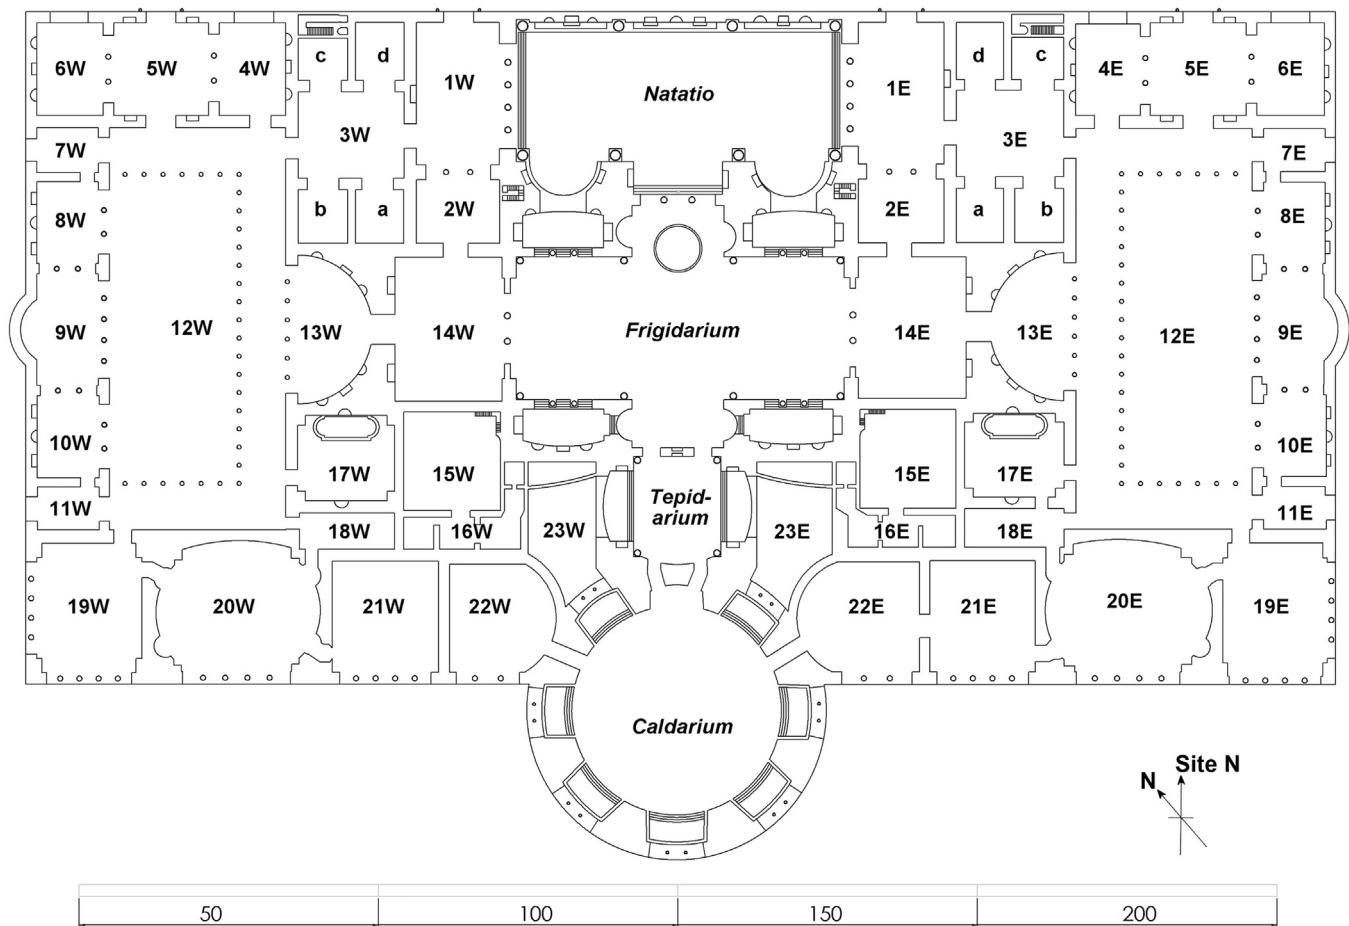 6W 5W 4W c d 1W Natatio 1E d c 4E 5E 6E
7W 3W 3E 7E
8W b a 2W 2E a b 8E
9W 12W 13W 14W Frigidarium 14E 13E 12E 9E
10W 17W 15W 15E 17E 10E
11W 18W 16W 23W Tepid-
arium 23E 16E 18E 11E
19W 20W 21W 22W 22E 21E 20E 19E
Caldarium
Site N
N
50 100 150 200